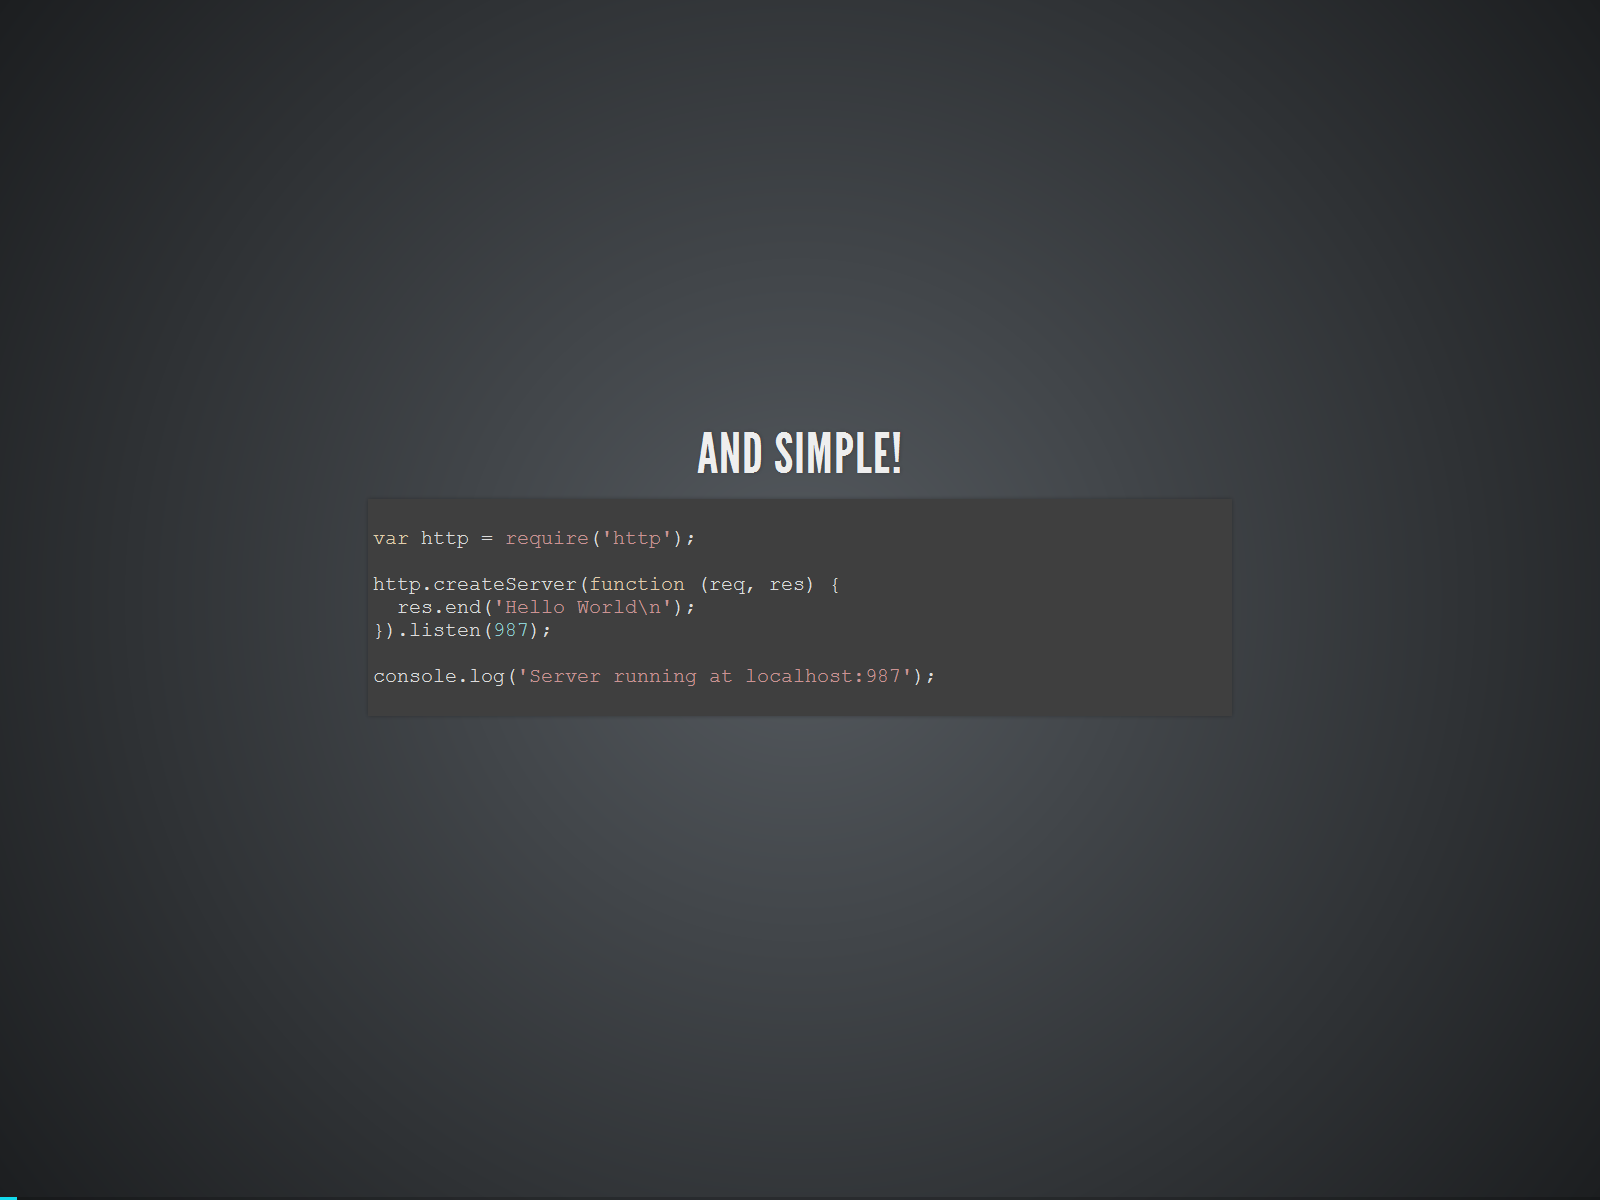 AND SIMPLE!
var http = require('http');
http.createServer(function (req, res) {
  res.end('Hello World\n');
}).listen(987);
console.log('Server running at localhost:987');